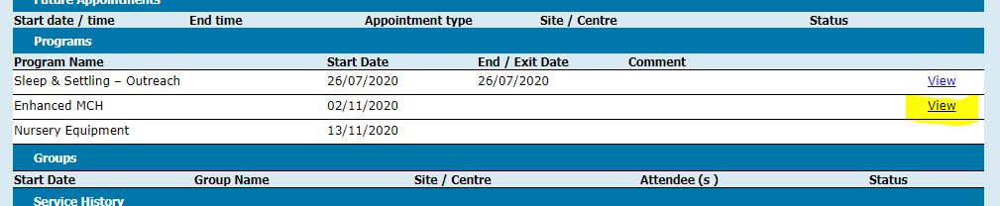 Future Appointments
Start date / time End time Appointment type Site / Centre Status
Programs
Program Name Start Date End / Exit Date Comment
Sleep & Settling – Outreach 26/07/2020 26/07/2020 View
Enhanced MCH 02/11/2020 View
Nursery Equipment 13/11/2020
Groups
Start Date Group Name Site / Centre Attendee (s ) Status
Service History